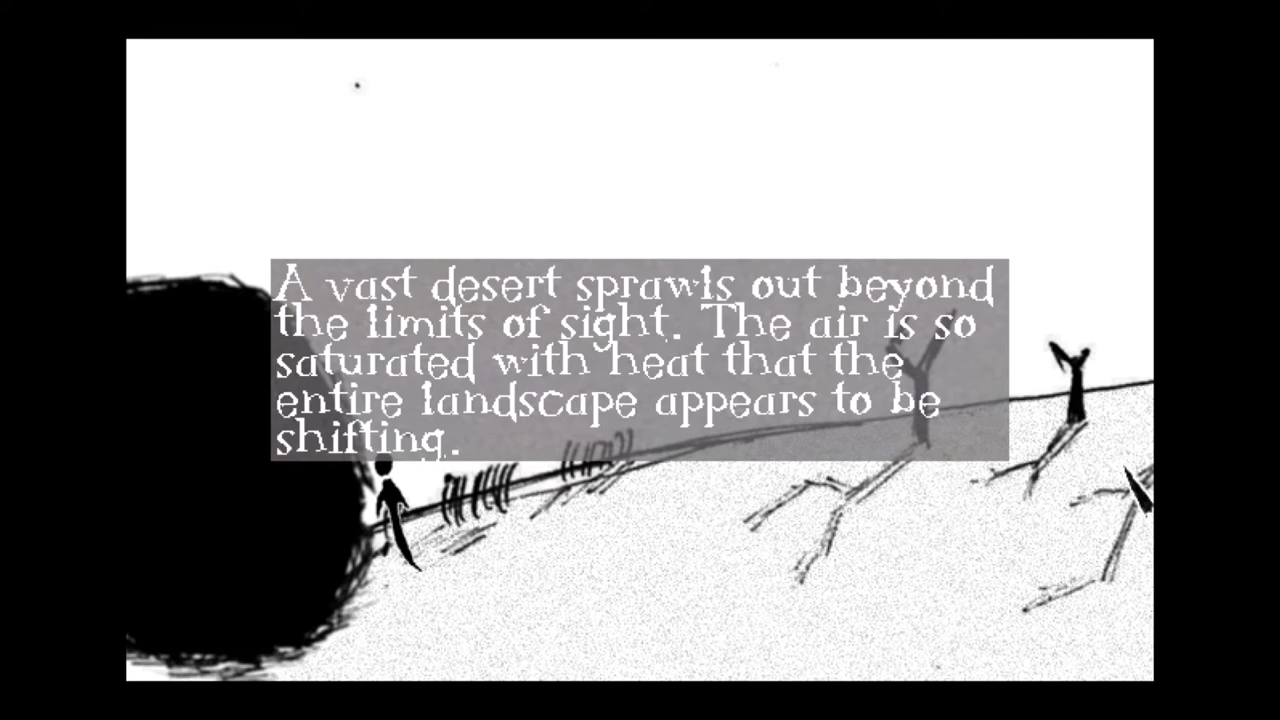 A vast desert sprawls out beyond
the limits of sight. The air is so
saturated with heat that the
entire landscape appears to be
shifting.